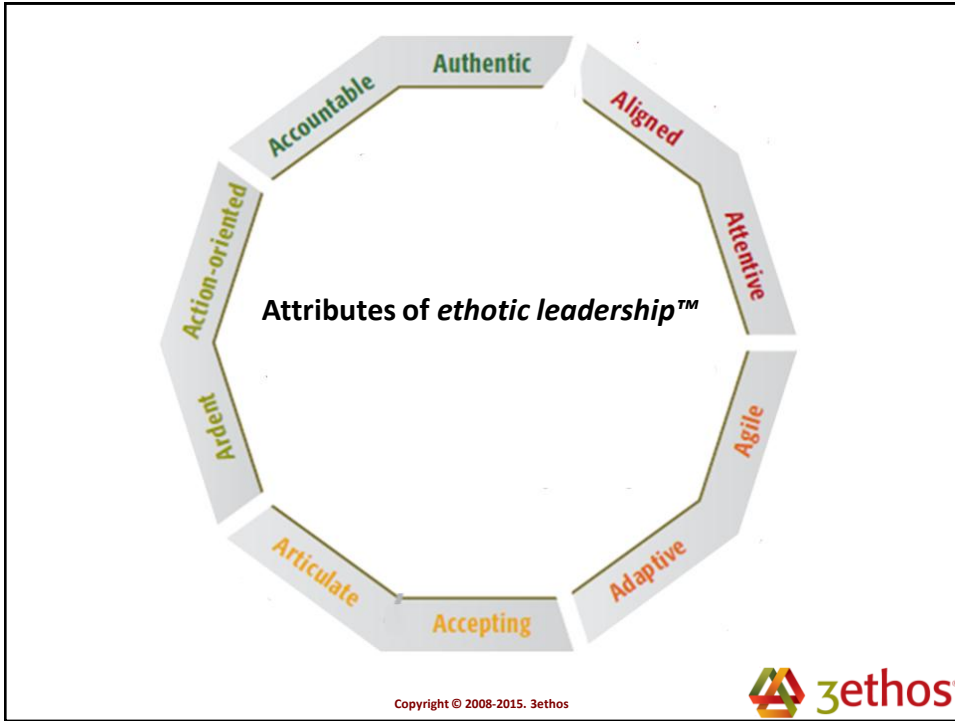 Authentic
Aligned
Attentive
Agile
Adaptive
Accepting
Articulate
Ardent
Action-oriented
Accountable
Attributes of ethotic leadership™
Copyright © 2008-2015. 3ethos
3ethos